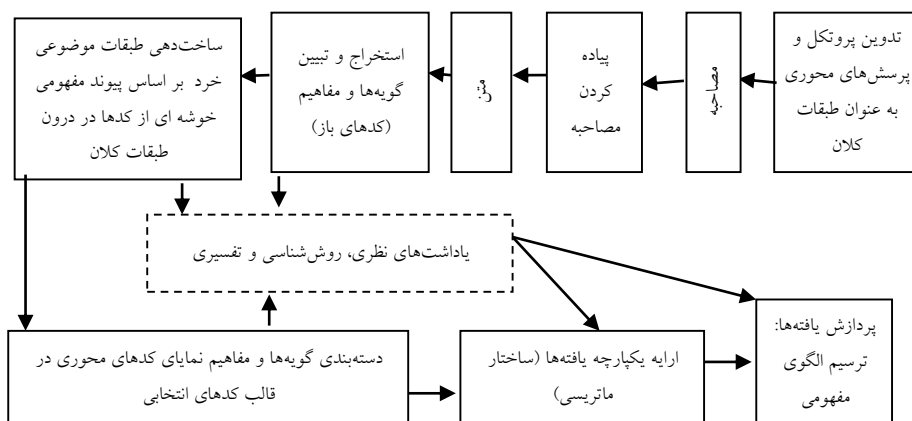 تدوین پروتکل و
پرسش‌های محوری
به عنوان طبقات
کلان
مصاحبه
پیاده
کردن
مصاحبه
متن
استخراج و تبیین
گویه‌ها و مفاهیم
(کدهای باز)
ساخت‌دهی طبقات موضوعی
خرد بر اساس پیوند مفهومی
خوشه ای از کدها در درون
طبقات کلان
یاداشت‌های نظری، روش‌شناسی و تفسیری
دسته‌بندی گویه‌ها و مفاهیم نمایای کدهای محوری در
قالب کدهای انتخابی
ارایه یکپارچه یافته‌ها (ساختار
ماتریسی)
پردازش یافته‌ها:
ترسیم الگوی
مفهومی